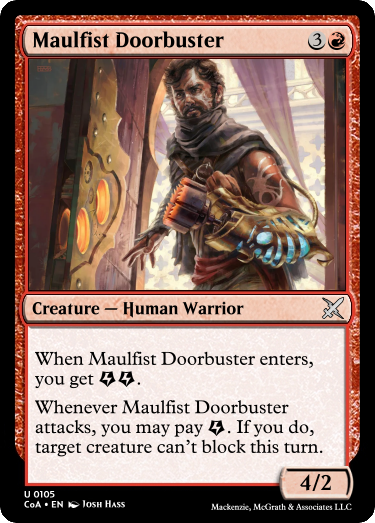 Maulfist Doorbuster 3
Creature — Human Warrior
When Maulfist Doorbuster enters,
you get.
Whenever Maulfist Doorbuster
attacks, you may pay. If you do,
target creature can't block this turn.
4/2
U 0105
CoA • EN Josh Hass
Mackenzie, McGrath & Associates LLC